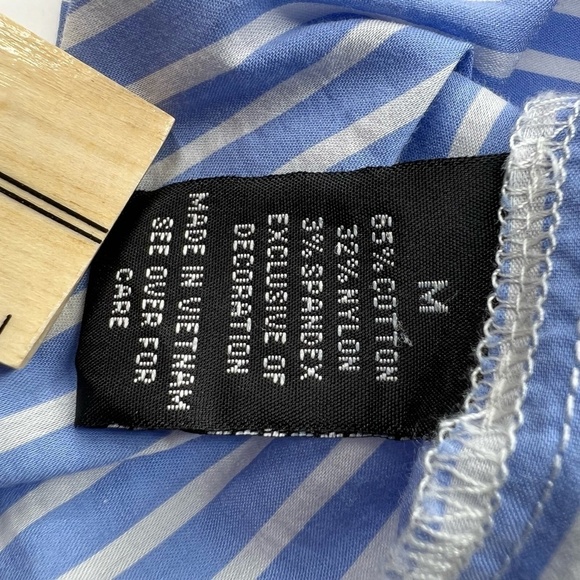 M
65% COTTON
32% NYLON
3% SPANDEX
EXCLUSIVE OF
DECORATION
MADE IN VIETNAM
SEE OVER FOR
CARE